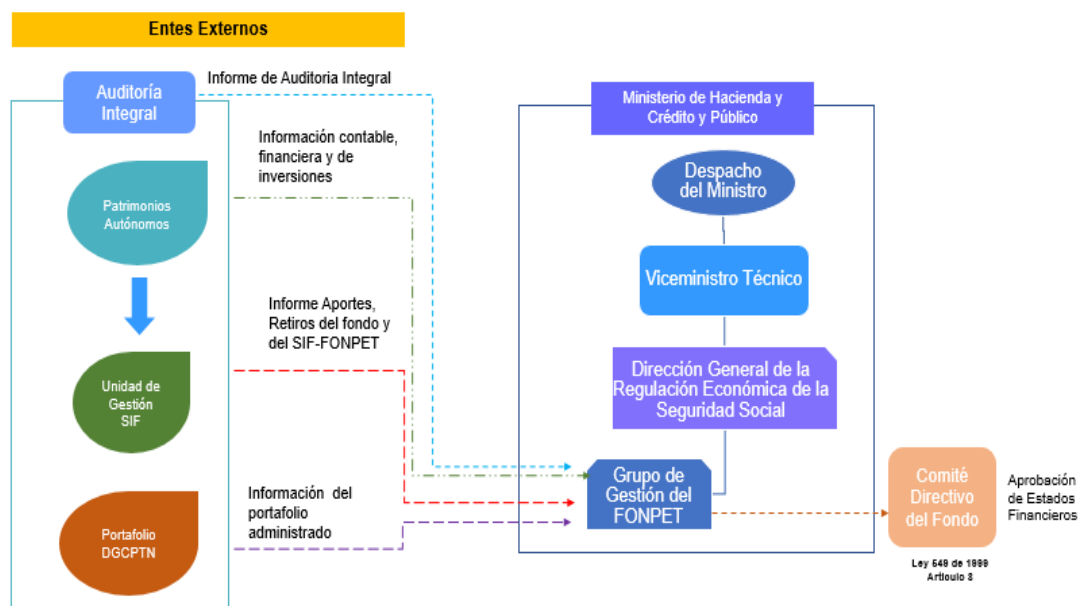 Entes Externos
Auditoría
Integral
Informe de Auditoria Integral
Información contable,
financiera y de
inversiones
Patrimonios
Autónomos
Informe Aportes,
Retiros del fondo y
del SIF-FONPET
Unidad de
Gestión
SIF
Información del
portafolio
administrado
Portafolio
DGCPTN
Ministerio de Hacienda y
Crédito y Público
Despacho
del Ministro
Viceministro Técnico
Dirección General de la
Regulación Económica de la
Seguridad Social
Grupo de
Gestión del
FONPET
Comité
Directivo
del Fondo
Aprobación
de Estados
Financieros
Ley 549 de 1999
Artioulo 3